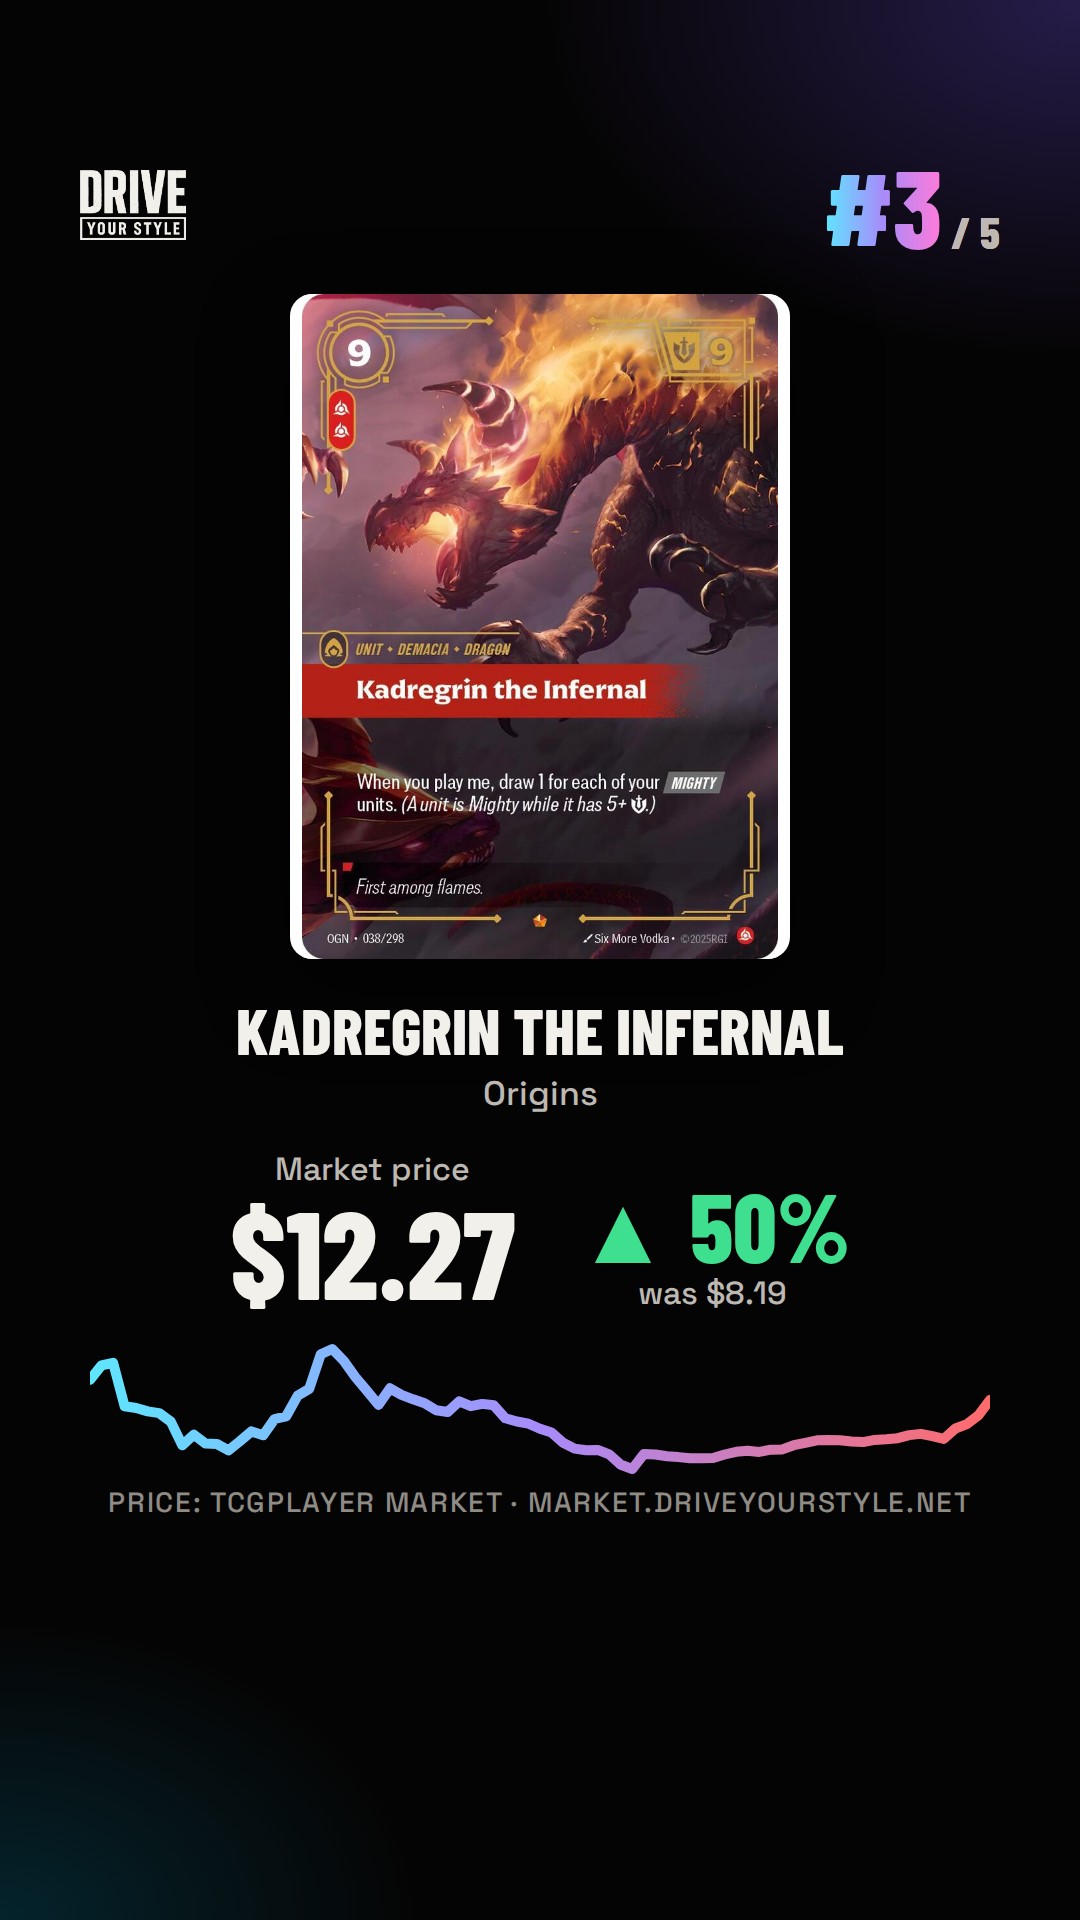 DRIVE
YOUR STYLE
#3 / 5
9
9
UNIT • DEMACIA • DRAGON
Kadregrin the Infernal
When you play me, draw 1 for each of your MIGHTY
units. (A unit is Mighty while it has 5+ .)
First among flames.
OGN • 038/298
Six More Vodka • ©2025RGI
KADREGRIN THE INFERNAL
Origins
Market price
$12.27
▲ 50%
was $8.19
PRICE: TCGPLAYER MARKET · MARKET.DRIVEYOURSTYLE.NET